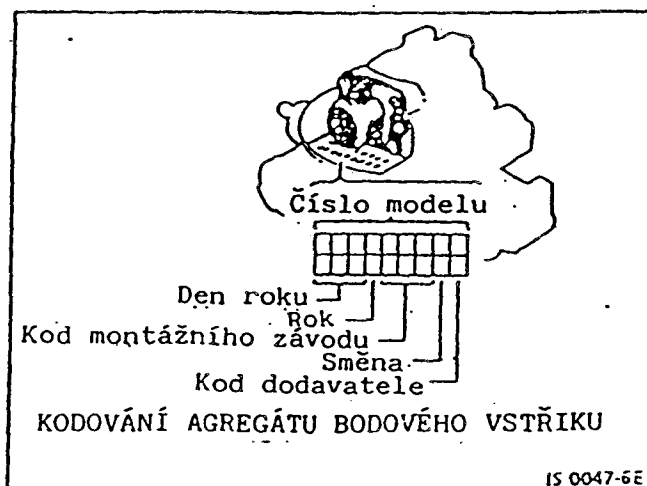 Číslo modelu
Den roku
Rok
Kod montážního závodu
Směna
Kod dodavatele
KODOVÁNÍ AGREGÁTU BODOVÉHO VSTŘIKU
IS 0047-6E